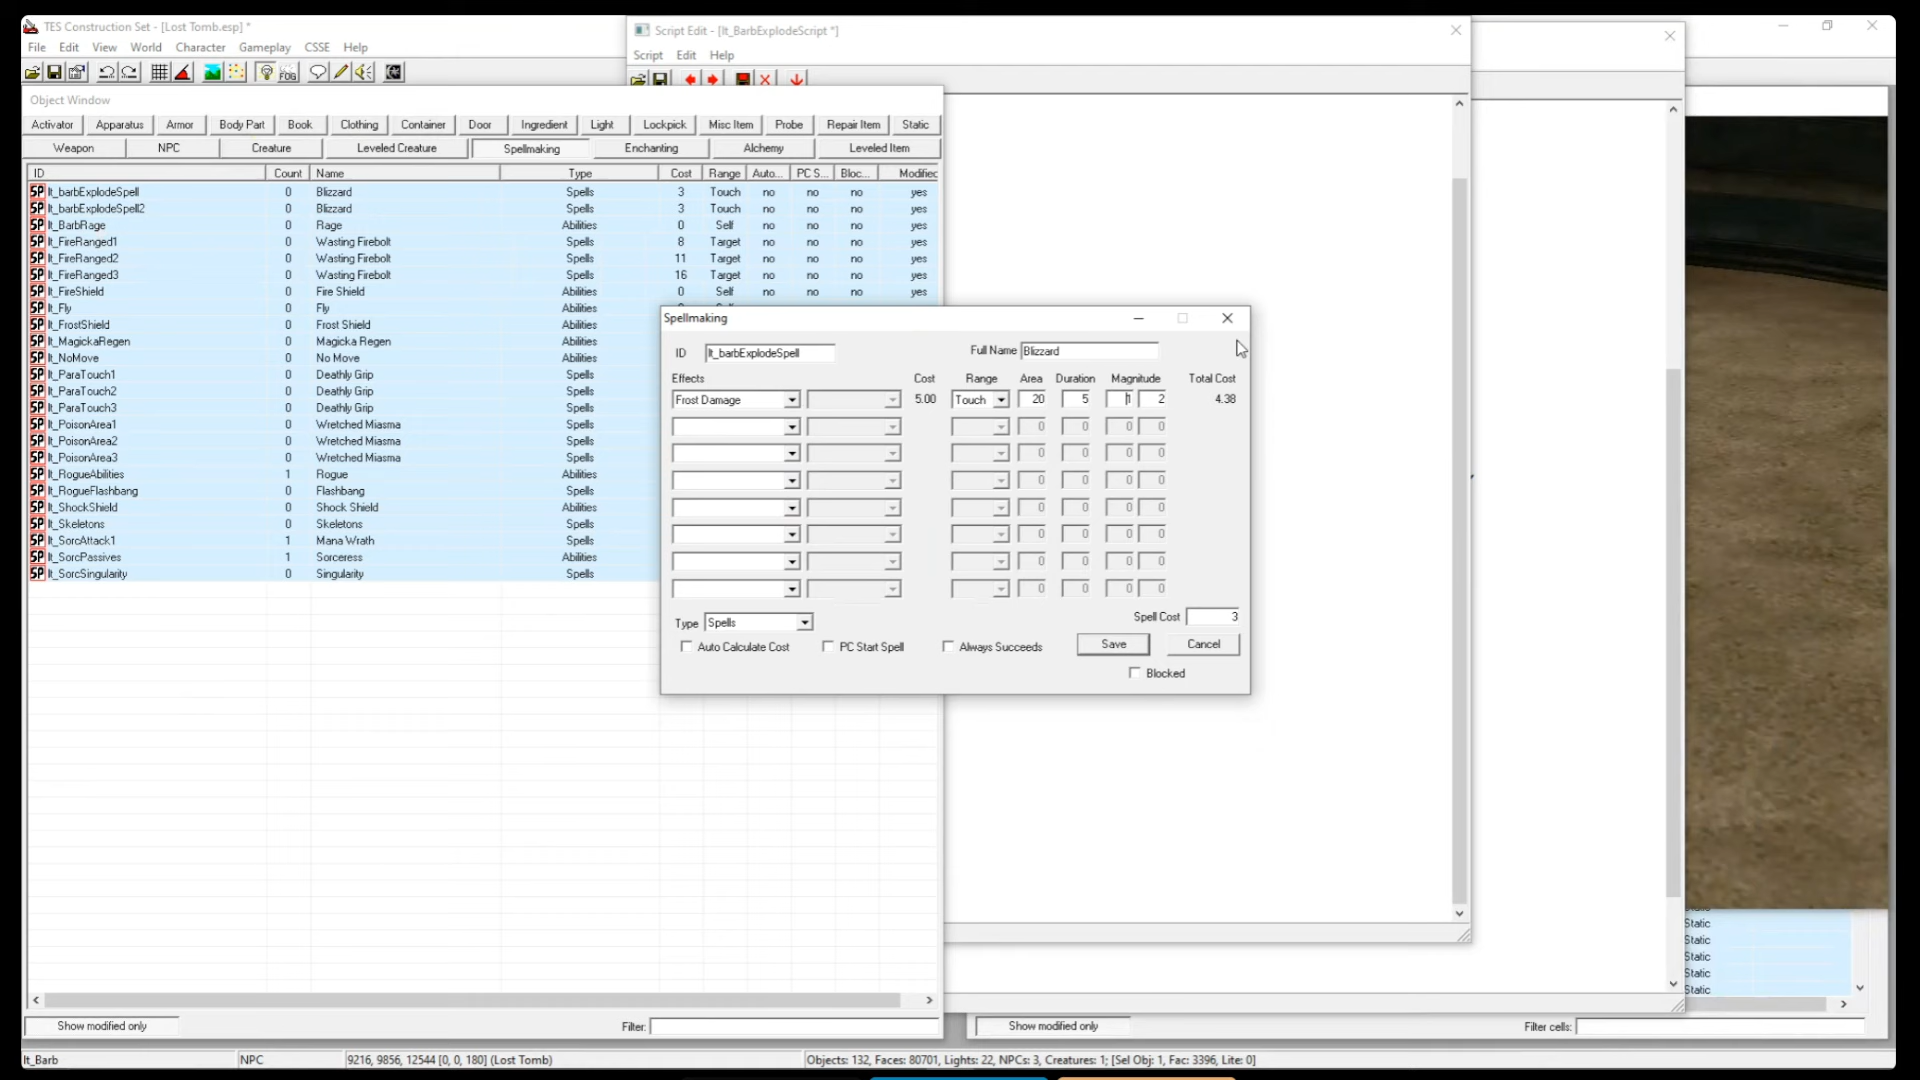 TES Construction Set - [Lost Tomb.esp] *
File Edit View World Character Gameplay CSSE Help
Script Edit - [lt_BarbExplodeScript *]
Script Edit Help
Object Window
Activator Apparatus Armor Body Part Book Clothing Container Door Ingredient Light Lockpick Misc Item Probe Repair Item Static
Weapon NPC Creature Leveled Creature Spellmaking Enchanting Alchemy Leveled Item
ID Count Name Type Cost Range Auto... PC S... Bloc... Modified
lt_barbExplodeSpell 0 Blizzard Spells 3 Touch no no no yes
lt_barbExplodeSpell2 0 Blizzard Spells 3 Touch no no no yes
lt_BarbRage 0 Rage Abilities 0 Self no no no yes
lt_FireRanged1 0 Wasting Firebolt Spells 8 Target no no no yes
lt_FireRanged2 0 Wasting Firebolt Spells 11 Target no no no yes
lt_FireRanged3 0 Wasting Firebolt Spells 16 Target no no no yes
lt_FireShield 0 Fire Shield Abilities 0 Self no no no yes
lt_Fly 0 Fly Abilities
lt_FrostShield 0 Frost Shield Abilities
lt_MagickaRegen 0 Magicka Regen Abilities
lt_NoMove 0 No Move Abilities
lt_ParaTouch1 0 Deathly Grip Abilities
lt_ParaTouch2 0 Deathly Grip Abilities
lt_ParaTouch3 0 Deathly Grip Abilities
lt_PoisonArea1 0 Wretched Miasma Spells
lt_PoisonArea2 0 Wretched Miasma Spells
lt_PoisonArea3 0 Wretched Miasma Spells
lt_RogueAbilities 1 Rogue Abilities
lt_RogueFlashbang 0 Flashbang Spells
lt_ShockShield 0 Shock Shield Abilities
lt_Skeletons 0 Skeletons Spells
lt_SorcAttack1 1 Mana Wrath Spells
lt_SorcPassives 1 Sorceress Abilities
lt_SorcSingularity 0 Singularity Spells
Spellmaking
ID lt_barbExplodeSpell Full Name Blizzard
Effects Cost Range Area Duration Magnitude Total Cost
Frost Damage 5.00 Touch 20 5 1 2 4.38
0 0 0 0
0 0 0 0
0 0 0 0
0 0 0 0
0 0 0 0
0 0 0 0
0 0 0 0
Spell Cost 3
Type Spells
Auto Calculate Cost PC Start Spell Always Succeeds Save Cancel
Blocked
Static
Static
Static
Static
Static
Show modified only Filter:
Show modified only Filter cells:
lt_Barb NPC 9216, 9856, 12544 [0, 0, 180] (Lost Tomb) Objects: 132, Faces: 80701, Lights: 22, NPCs: 3, Creatures: 1; [Sel Obj: 1, Fac: 3396, Lite: 0]